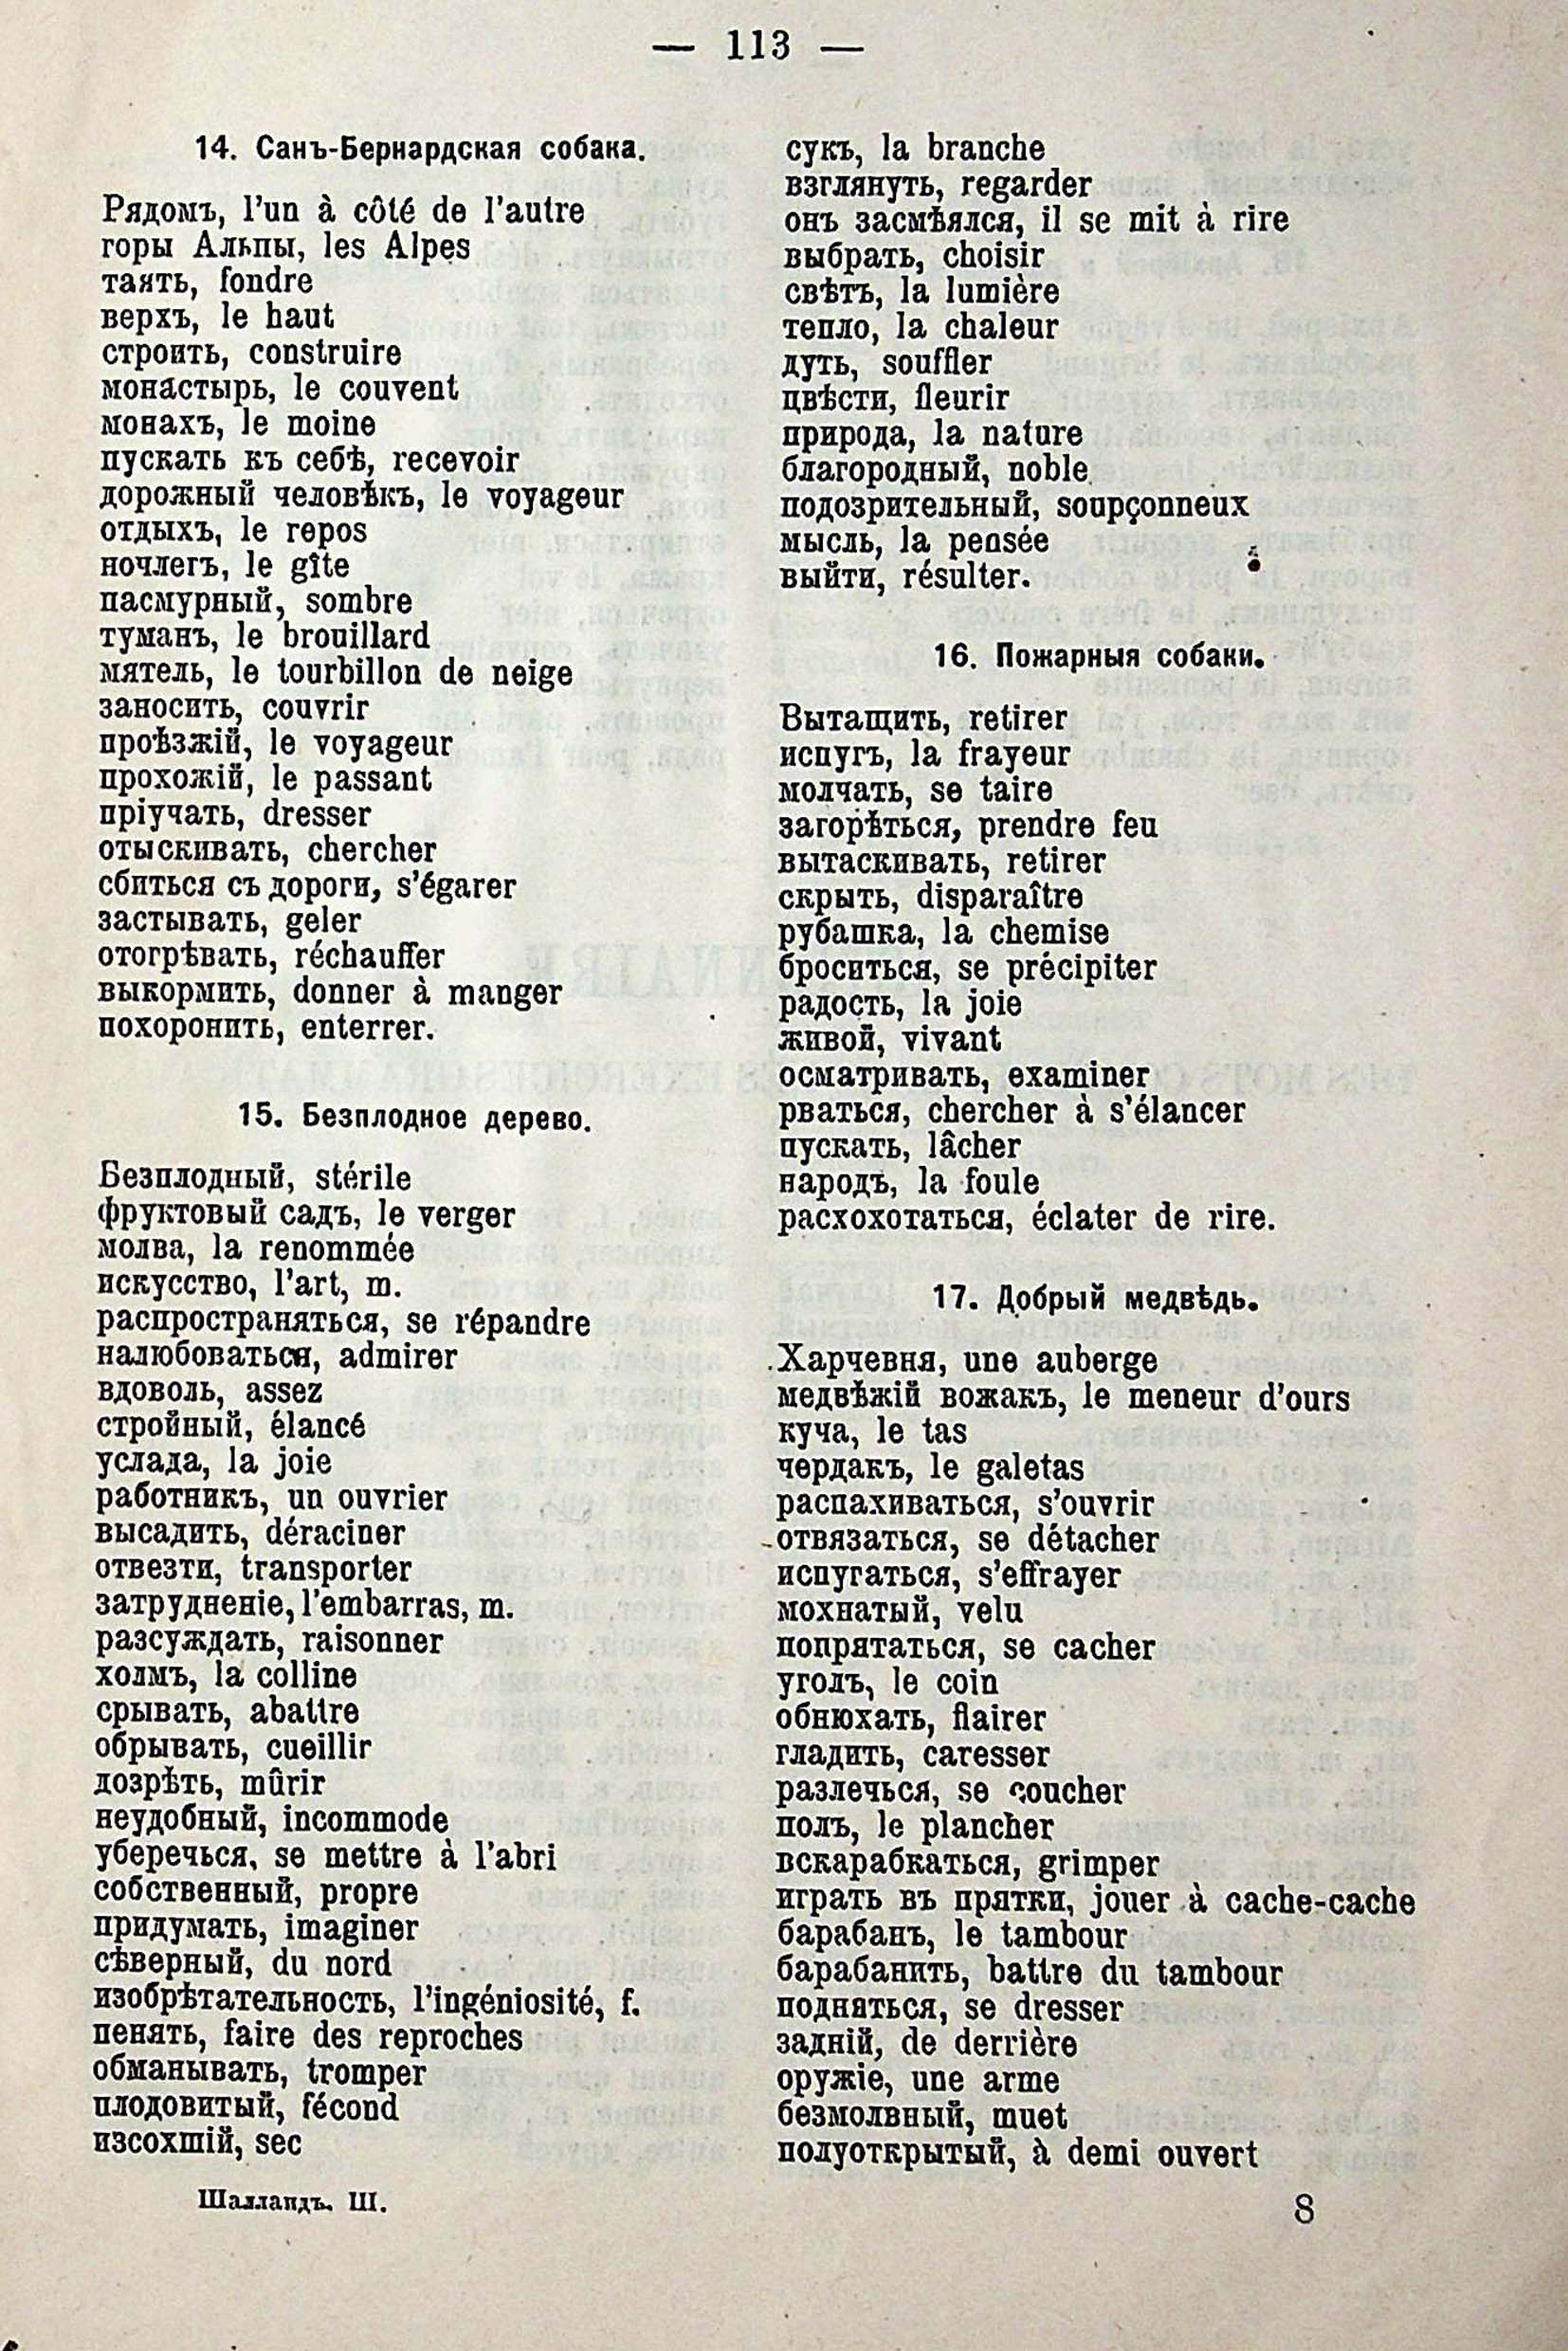 — 113 —
14. Санъ-Бернардская собака.
Рядомъ, l'un à côté de l'autre
горы Альпы, les Alpes
таять, fondre
верхъ, le haut
строить, construire
монастырь, le couvent
монахъ, le moine
пускать къ себѣ, recevoir
дорожный человѣкъ, le voyageur
отдыхъ, le repos
ночлегъ, le gîte
пасмурный, sombre
туманъ, le brouillard
мятель, le tourbillon de neige
заносить, couvrir
проѣзжій, le voyageur
прохожій, le passant
пріучать, dresser
отыскивать, chercher
сбиться съ дороги, s'égarer
застывать, geler
отогрѣвать, réchauffer
выкормить, donner à manger
похоронить, enterrer.
15. Безплодное дерево.
Безплодный, stérile
фруктовый садъ, le verger
молва, la renommée
искусство, l'art, m.
распространяться, se répandre
налюбоваться, admirer
вдоволь, assez
стройный, élancé
услада, la joie
работникъ, un ouvrier
высадить, déraciner
отвезти, transporter
затрудненіе, l'embarras, m.
разсуждать, raisonner
холмъ, la colline
срывать, abattre
обрывать, cueillir
дозрѣть, mûrir
неудобный, incommode
уберечься, se mettre à l'abri
собственный, propre
придумать, imaginer
сѣверный, du nord
изобрѣтательность, l'ingéniosité, f.
пенять, faire des reproches
обманывать, tromper
плодовитый, fécond
изсохшій, sec
сукъ, la branche
взглянуть, regarder
онъ засмѣялся, il se mit à rire
выбрать, choisir
свѣтъ, la lumière
тепло, la chaleur
дуть, souffler
цвѣсти, fleurir
природа, la nature
благородный, noble
подозрительный, soupçonneux
мысль, la pensée
выйти, résulter.
16. Пожарныя собаки.
Вытащить, retirer
испугъ, la frayeur
молчать, se taire
загорѣться, prendre feu
вытаскивать, retirer
скрыть, disparaître
рубашка, la chemise
броситься, se précipiter
радость, la joie
живой, vivant
осматривать, examiner
рваться, chercher à s'élancer
пускать, lâcher
народъ, la foule
расхохотаться, éclater de rire.
17. Добрый медвѣдь.
Харчевня, une auberge
медвѣжій вожакъ, le meneur d'ours
куча, le tas
чердакъ, le galetas
распахиваться, s'ouvrir
отвязаться, se détacher
испугаться, s'effrayer
мохнатый, velu
попрятаться, se cacher
уголъ, le coin
обнюхать, flairer
гладить, caresser
разлечься, se coucher
полъ, le plancher
вскарабкаться, grimper
играть въ прятки, jouer à cache-cache
барабанъ, le tambour
барабанить, battre du tambour
подняться, se dresser
задній, de derrière
оружіе, une arme
безмолвный, muet
полуоткрытый, à demi ouvert
Шалландъ. III.
8